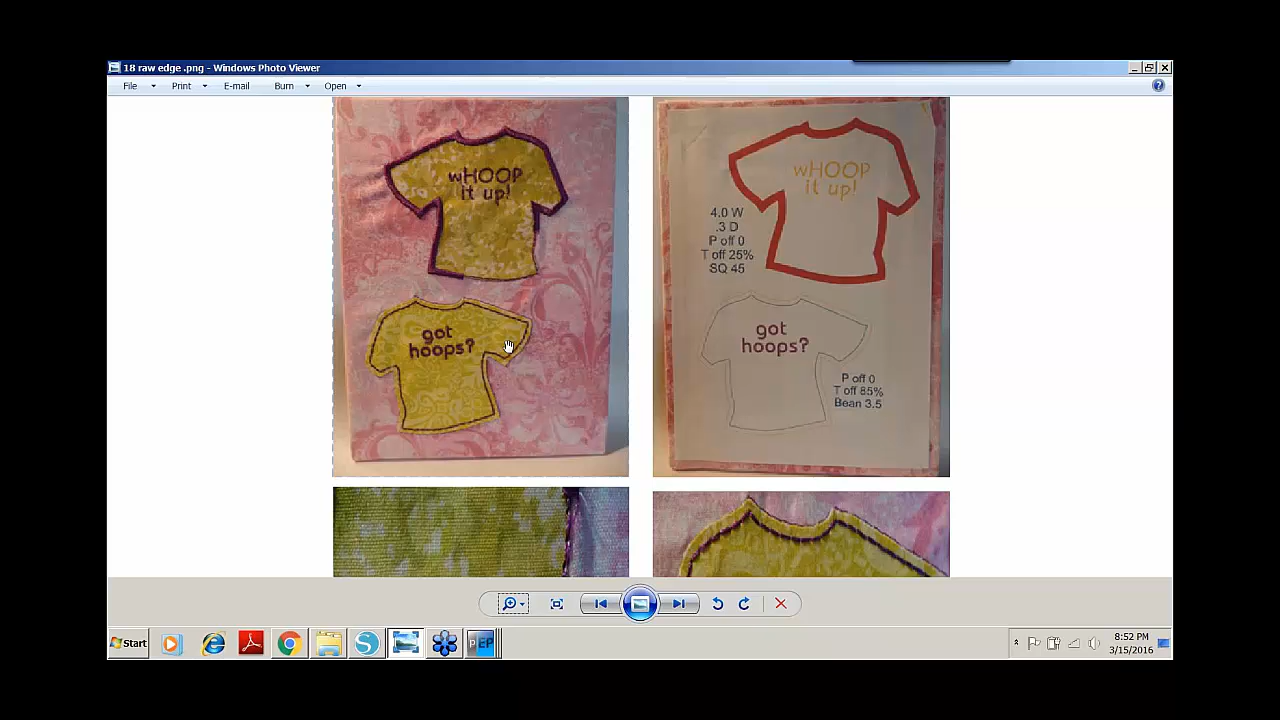 18 raw edge .png - Windows Photo Viewer
File Print E-mail Burn Open
wHOOP
it up!
got
hoops?
wHOOP
it up!
4.0 W
.3 D
P off 0
T off 25%
SQ 45
got
hoops?
P off 0
T off 85%
Bean 3.5
Start
PEP
8:52 PM
3/15/2016